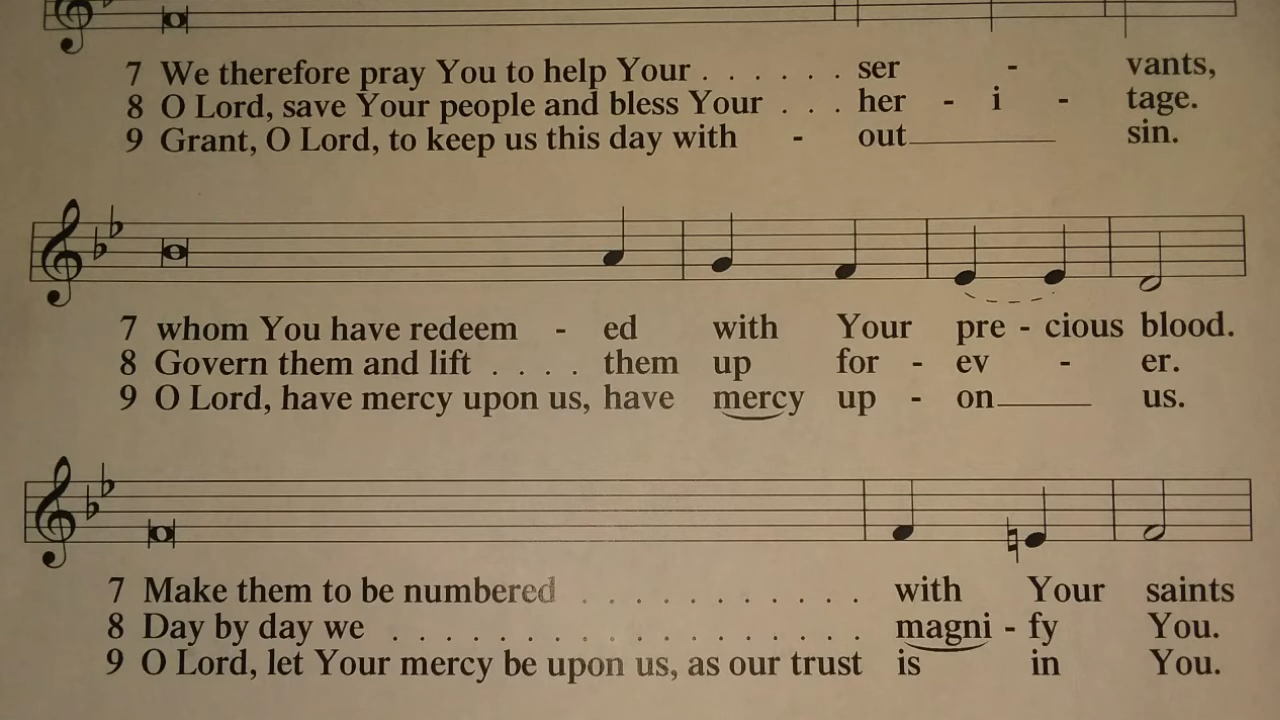 7 We therefore pray You to help Your . . . . . . ser - vants,
8 O Lord, save Your people and bless Your . . . her - i - tage.
9 Grant, O Lord, to keep us this day with - out sin.
7 whom You have redeem - ed with Your pre - cious blood.
8 Govern them and lift . . . . them up for - ev - er.
9 O Lord, have mercy upon us, have mercy up - on us.
7 Make them to be numbered . . . . . . . . . . . . with Your saints
8 Day by day we . . . . . . . . . . . . . . . . . . . magni - fy You.
9 O Lord, let Your mercy be upon us, as our trust is in You.